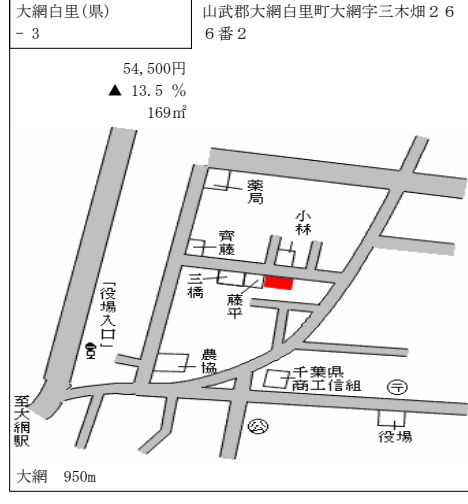 大網白里(県)
- 3
山武郡大網白里町大網字三木畑２６
６番２
54,500円
▲ 13.5 %
169㎡
薬局
小林
齊藤
三橋
藤平
「役場入口」
農協
千葉県
商工信組
〒
公
役場
至大網駅
大網 950m